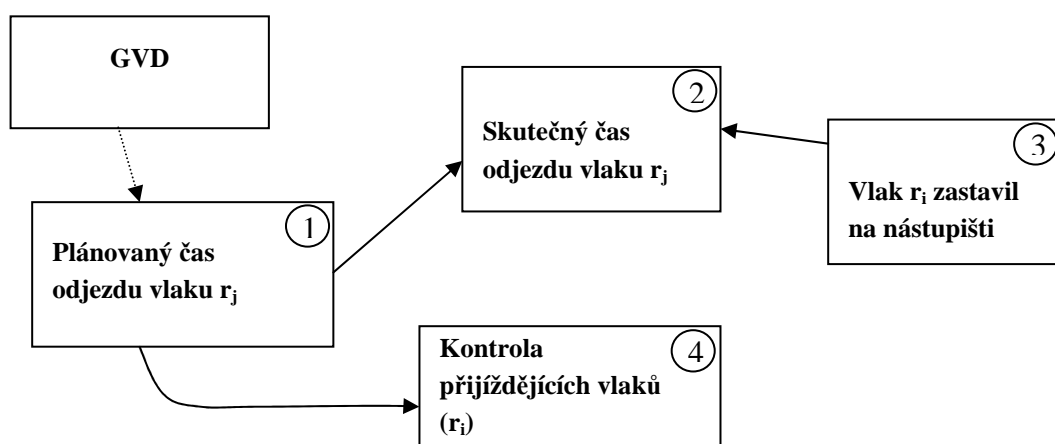 GVD
2
Skutečný čas
odjezdu vlaku rj
3
Vlak ri zastavil
na nástupišti
1
Plánovaný čas
odjezdu vlaku rj
4
Kontrola
přijíždějících vlaků
(ri)